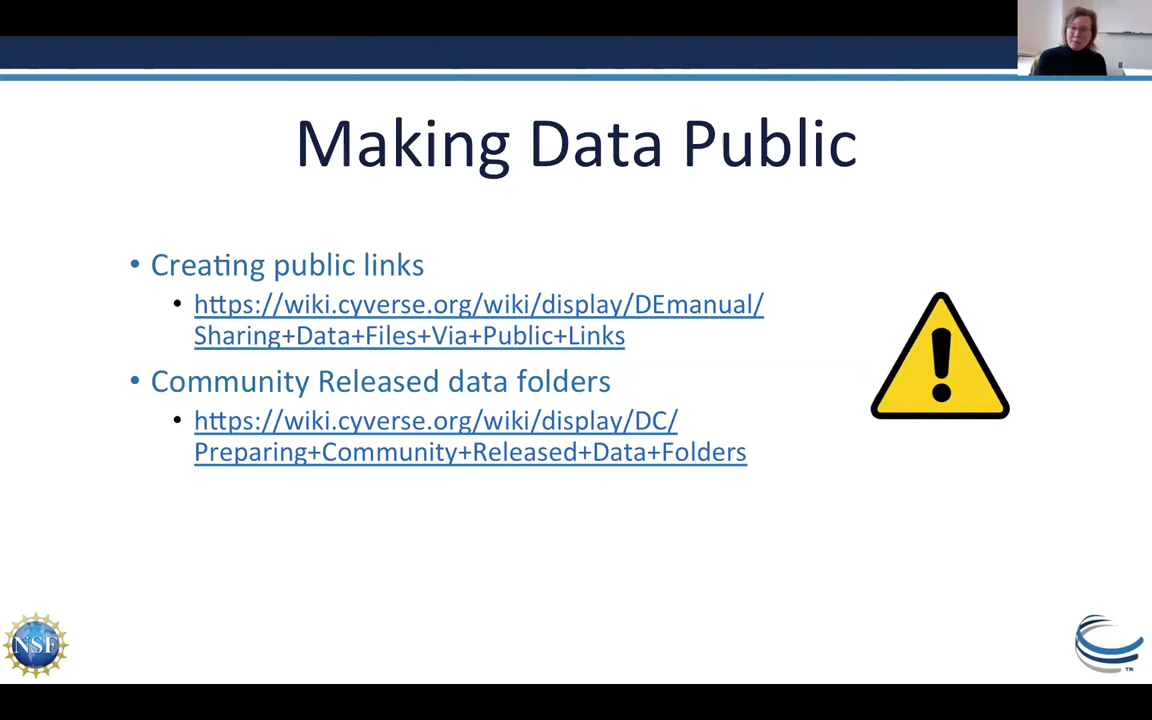 Making Data Public
• Creating public links
• https://wiki.cyverse.org/wiki/display/DEmanual/
Sharing+Data+Files+Via+Public+Links
• Community Released data folders
• https://wiki.cyverse.org/wiki/display/DC/
Preparing+Community+Released+Data+Folders
NSF
TM